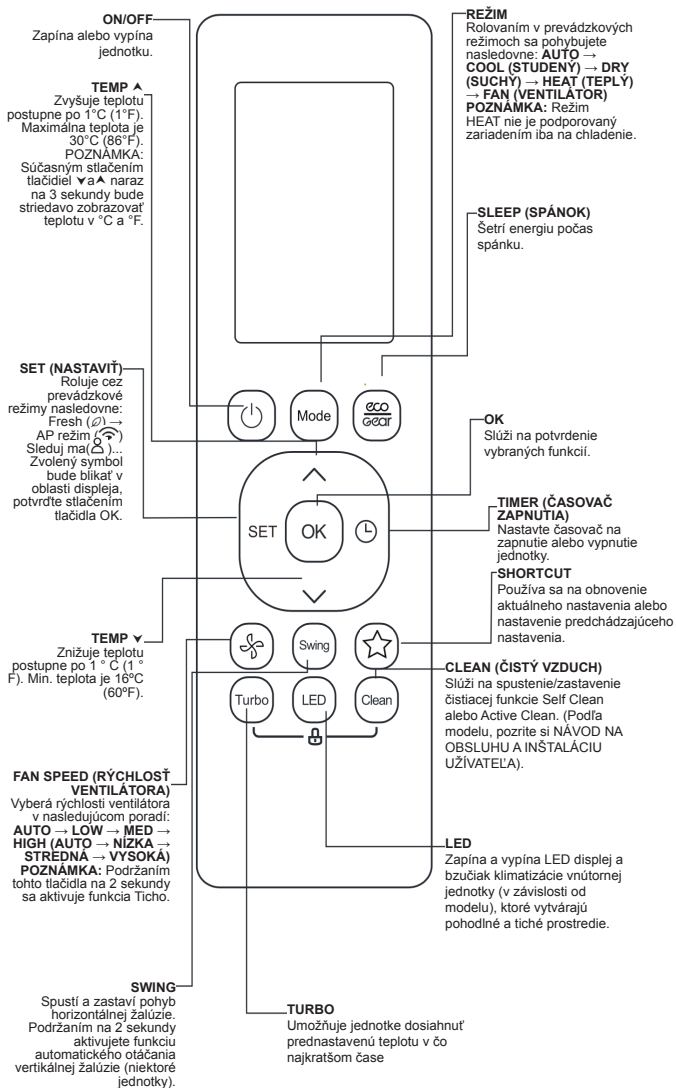 ON/OFF
Zapína alebo vypína
jednotku.
TEMP ⮝
Zvyšuje teplotu
postupne po 1°C (1°F).
Maximálna teplota je
30°C (86°F).
POZNÁMKA:
Súčasným stlačením
tlačidiel ⮟a⮝ naraz
na 3 sekundy bude
striedavo zobrazovať
teplotu v °C a °F.
SET (NASTAVIŤ)
Roluje cez
prevádzkové
režimy nasledovne:
Fresh ( ) →
AP režim ( )
Sleduj ma( )...
Zvolený symbol
bude blikať v
oblasti displeja,
potvrďte stlačením
tlačidla OK.
TEMP ⮟
Znižuje teplotu
postupne po 1 ° C (1 °
F). Min. teplota je 16ºC
(60ºF).
FAN SPEED (RÝCHLOSŤ
VENTILÁTORA)
Vyberá rýchlosti ventilátora
v nasledujúcom poradí:
AUTO → LOW → MED →
HIGH (AUTO → NÍZKA →
STREDNÁ → VYSOKÁ)
POZNÁMKA: Podržaním
tohto tlačidla na 2 sekundy
sa aktivuje funkcia Ticho.
SWING
Spustí a zastaví pohyb
horizontálnej žalúzie.
Podržaním na 2 sekundy
aktivujete funkciu
automatického otáčania
vertikálnej žalúzie (niektoré
jednotky).
Mode
eco
Gear
SET
OK
Swing
Turbo
LED
Clean
REŽIM
Rolovaním v prevádzkových
režimoch sa pohybujete
nasledovne: AUTO →
COOL (STUDENÝ) → DRY
(SUCHÝ) → HEAT (TEPLÝ)
→ FAN (VENTILÁTOR)
POZNÁMKA: Režim
HEAT nie je podporovaný
zariadením iba na chladenie.
SLEEP (SPÁNOK)
Šetrí energiu počas
spánku.
OK
Slúži na potvrdenie
vybraných funkcií.
TIMER (ČASOVAČ
ZAPNUTIA)
Nastavte časovač na
zapnutie alebo vypnutie
jednotky.
SHORTCUT
Používa sa na obnovenie
aktuálneho nastavenia alebo
nastavenie predchádzajúceho
nastavenia.
CLEAN (ČISTÝ VZDUCH)
Slúži na spustenie/zastavenie
čistiacej funkcie Self Clean
alebo Active Clean. (Podľa
modelu, pozrite si NÁVOD NA
OBSLUHU A INŠTALÁCIU
UŽÍVATEĽA).
LED
Zapína a vypína LED displej a
bzučiak klimatizácie vnútornej
jednotky (v závislosti od
modelu), ktoré vytvárajú
pohodlné a tiché prostredie.
TURBO
Umožňuje jednotke dosiahnuť
prednastavenú teplotu v čo
najkratšom čase